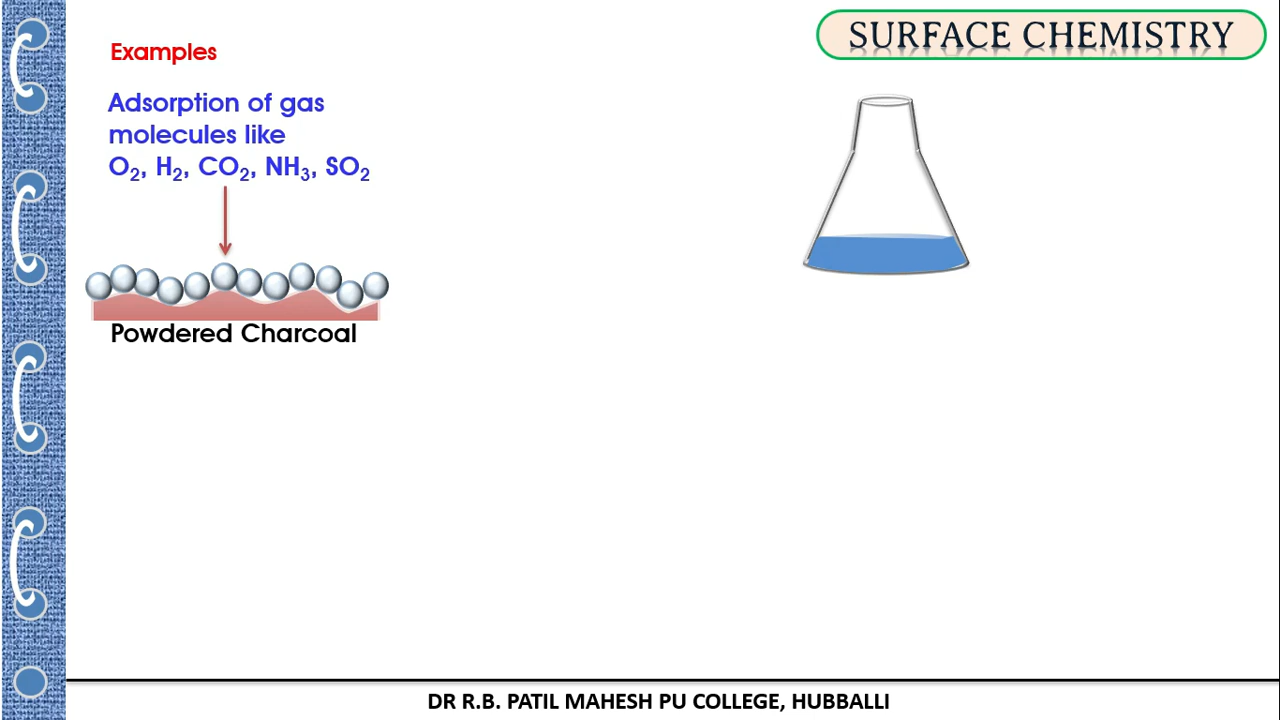 SURFACE CHEMISTRY
Examples
Adsorption of gas
molecules like
O₂, H₂, CO₂, NH₃, SO₂
Powdered Charcoal
DR R.B. PATIL MAHESH PU COLLEGE, HUBBALLI